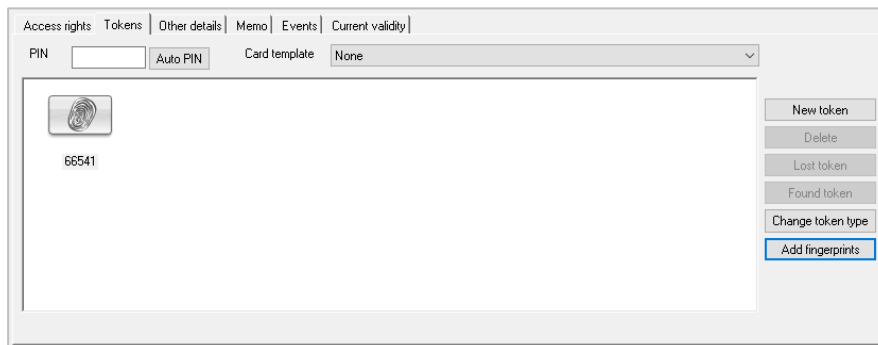 Access rights Tokens Other details Memo Events Current validity
PIN Auto PIN Card template None
New token
Delete
66541
Lost token
Found token
Change token type
Add fingerprints